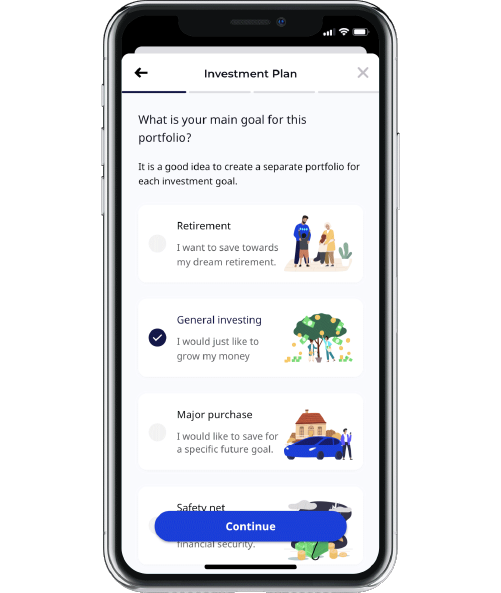 Investment Plan
What is your main goal for this
portfolio?
It is a good idea to create a separate portfolio for
each investment goal.
Retirement
I want to save towards
my dream retirement.
General investing
I would just like to
grow my money
Major purchase
I would like to save for
a specific future goal.
Safety net
Continue
financial security.